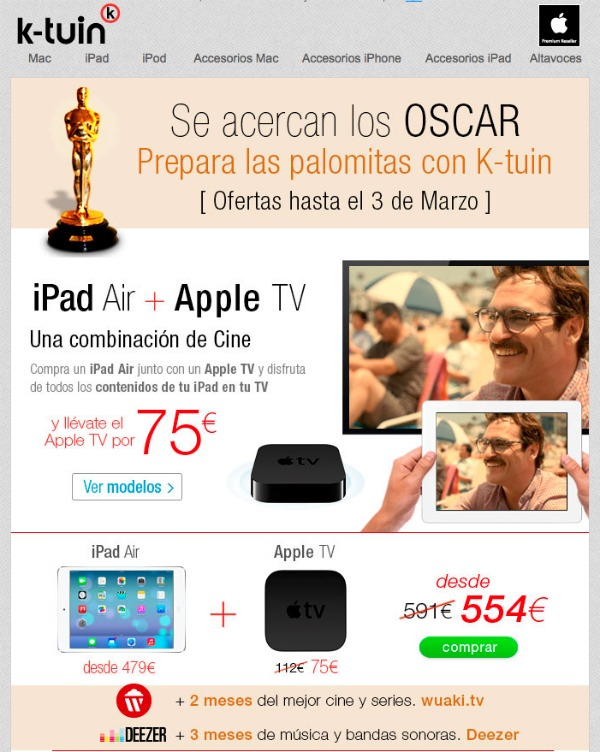 k-tuin k
Premium Reseller
Mac iPad iPod Accesorios Mac Accesorios iPhone Accesorios iPad Altavoces
Se acercan los OSCAR
Prepara las palomitas con K-tuin
[ Ofertas hasta el 3 de Marzo ]
iPad Air + Apple TV
Una combinación de Cine
Compra un iPad Air junto con un Apple TV y disfruta
de todos los contenidos de tu iPad en tu TV
y llévate el
Apple TV por 75€
tv
Ver modelos >
iPad Air
Apple TV
+
tv
desde
591€ 554€
comprar
desde 479€
112€ 75€
+ 2 meses del mejor cine y series. wuaki.tv
DEEZER + 3 meses de música y bandas sonoras. Deezer